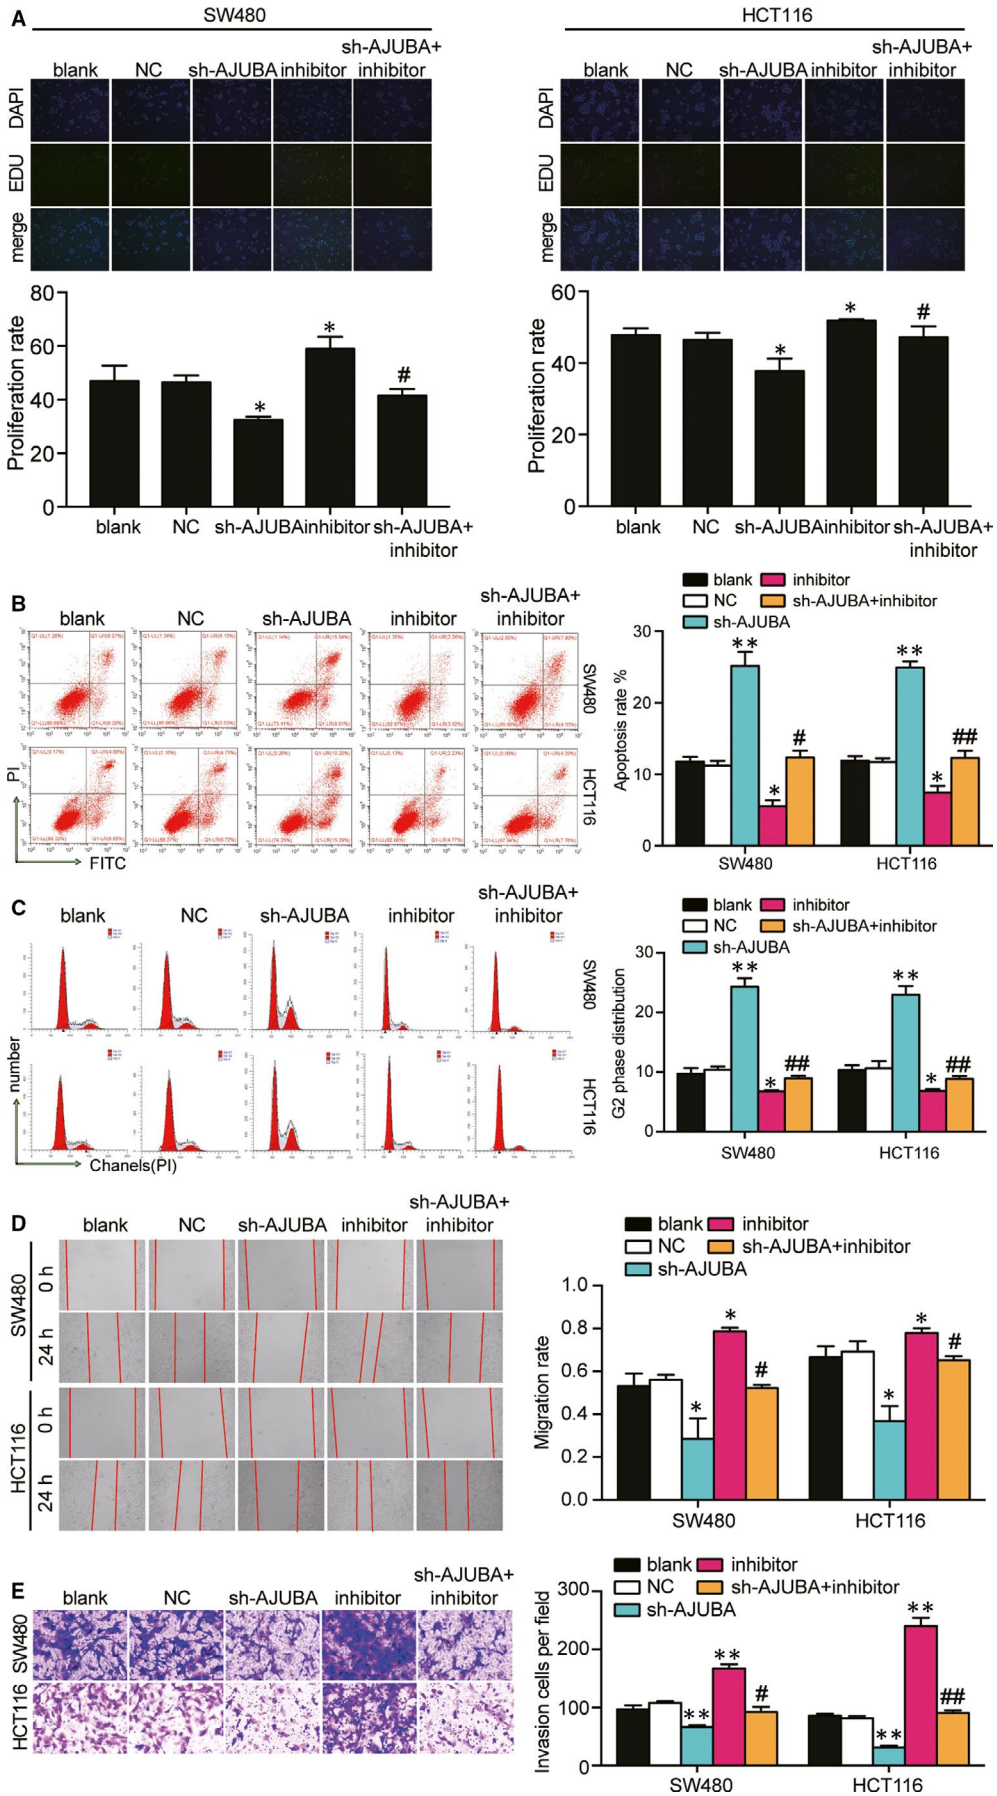 A
SW480
HCT116
blank NC sh-AJUBA inhibitor sh-AJUBA+ inhibitor
blank NC sh-AJUBA inhibitor sh-AJUBA+ inhibitor
DAPI
EDU
merge
DAPI
EDU
merge
Proliferation rate
80
60
40
20
0
*
*
#
blank NC sh-AJUBA inhibitor sh-AJUBA+ inhibitor
Proliferation rate
60
40
20
0
*
*
#
blank NC sh-AJUBA inhibitor sh-AJUBA+ inhibitor
B
blank NC sh-AJUBA inhibitor sh-AJUBA+ inhibitor
SW480
HCT116
PI
FITC
blank inhibitor
NC sh-AJUBA+inhibitor
sh-AJUBA
Apoptosis rate %
30
20
10
0
** * #
** * ##
SW480 HCT116
C
blank NC sh-AJUBA inhibitor sh-AJUBA+ inhibitor
SW480
HCT116
number
Chanels(PI)
blank inhibitor
NC sh-AJUBA+inhibitor
sh-AJUBA
G2 phase distribution
30
20
10
0
** * ##
** * ##
SW480 HCT116
D
blank NC sh-AJUBA inhibitor sh-AJUBA+ inhibitor
SW480
0 h
24 h
HCT116
0 h
24 h
blank inhibitor
NC sh-AJUBA+inhibitor
sh-AJUBA
Migration rate
1.0
0.8
0.6
0.4
0.2
0.0
* * #
* * #
SW480 HCT116
E
blank NC sh-AJUBA inhibitor sh-AJUBA+ inhibitor
SW480
HCT116
blank inhibitor
NC sh-AJUBA+inhibitor
sh-AJUBA
Invasion cells per field
300
200
100
0
** ** #
** ** ##
SW480 HCT116